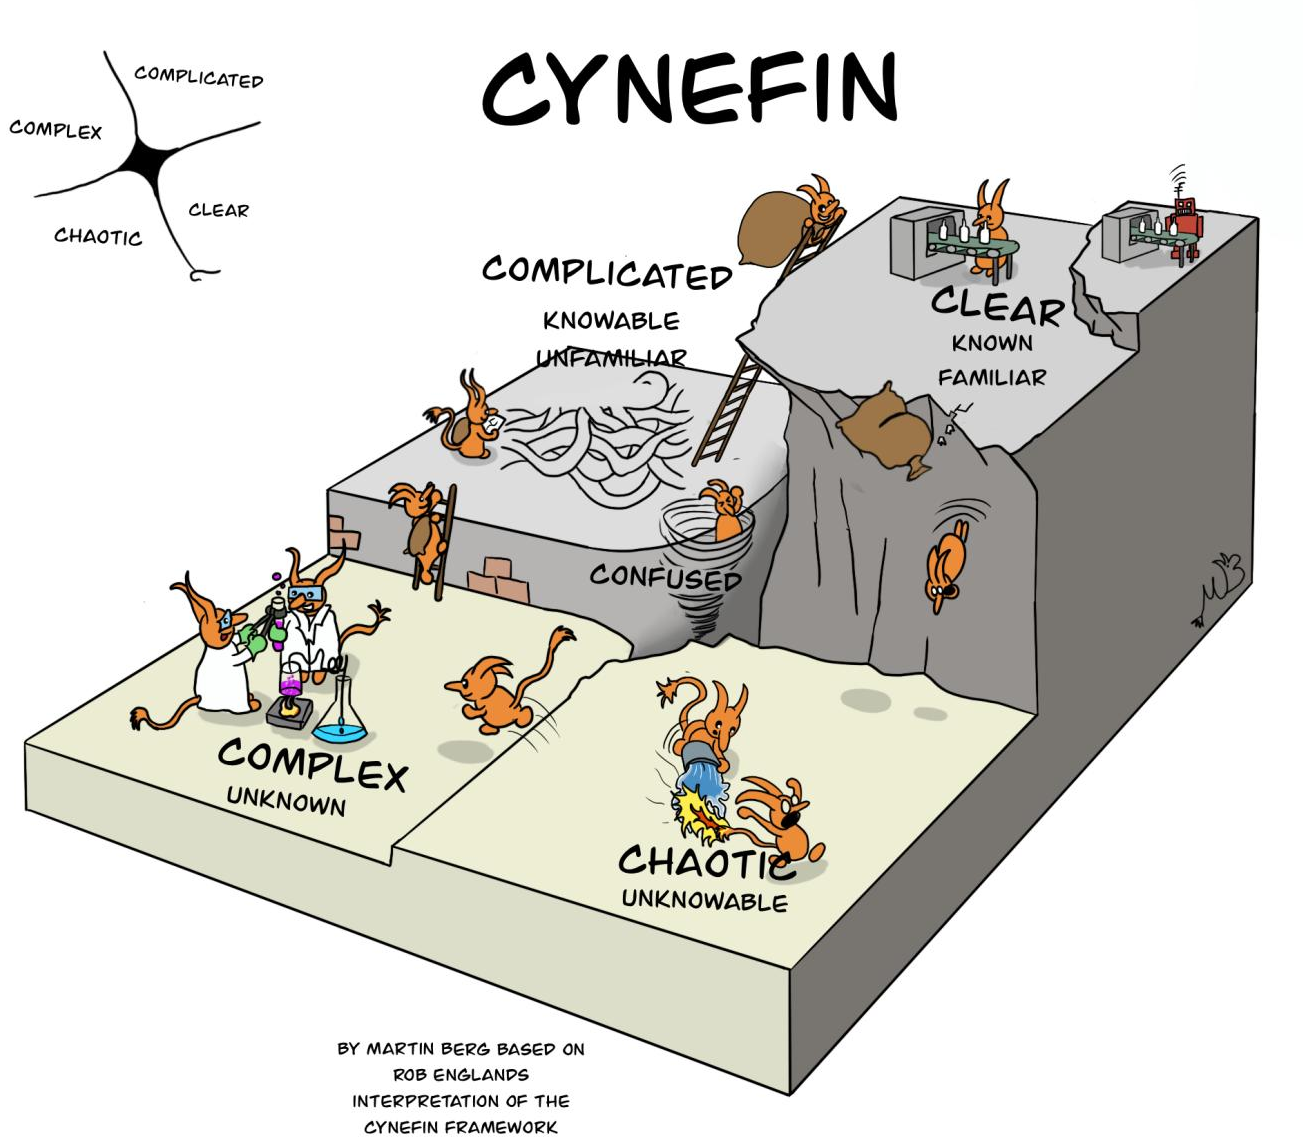 CYNEFIN
COMPLICATED
COMPLEX
CLEAR
CHAOTIC
COMPLICATED
KNOWABLE
UNFAMILIAR
CLEAR
KNOWN
FAMILIAR
CONFUSED
COMPLEX
UNKNOWN
CHAOTIC
UNKNOWABLE
MB
BY MARTIN BERG BASED ON
ROB ENGLANDS
INTERPRETATION OF THE
CYNEFIN FRAMEWORK